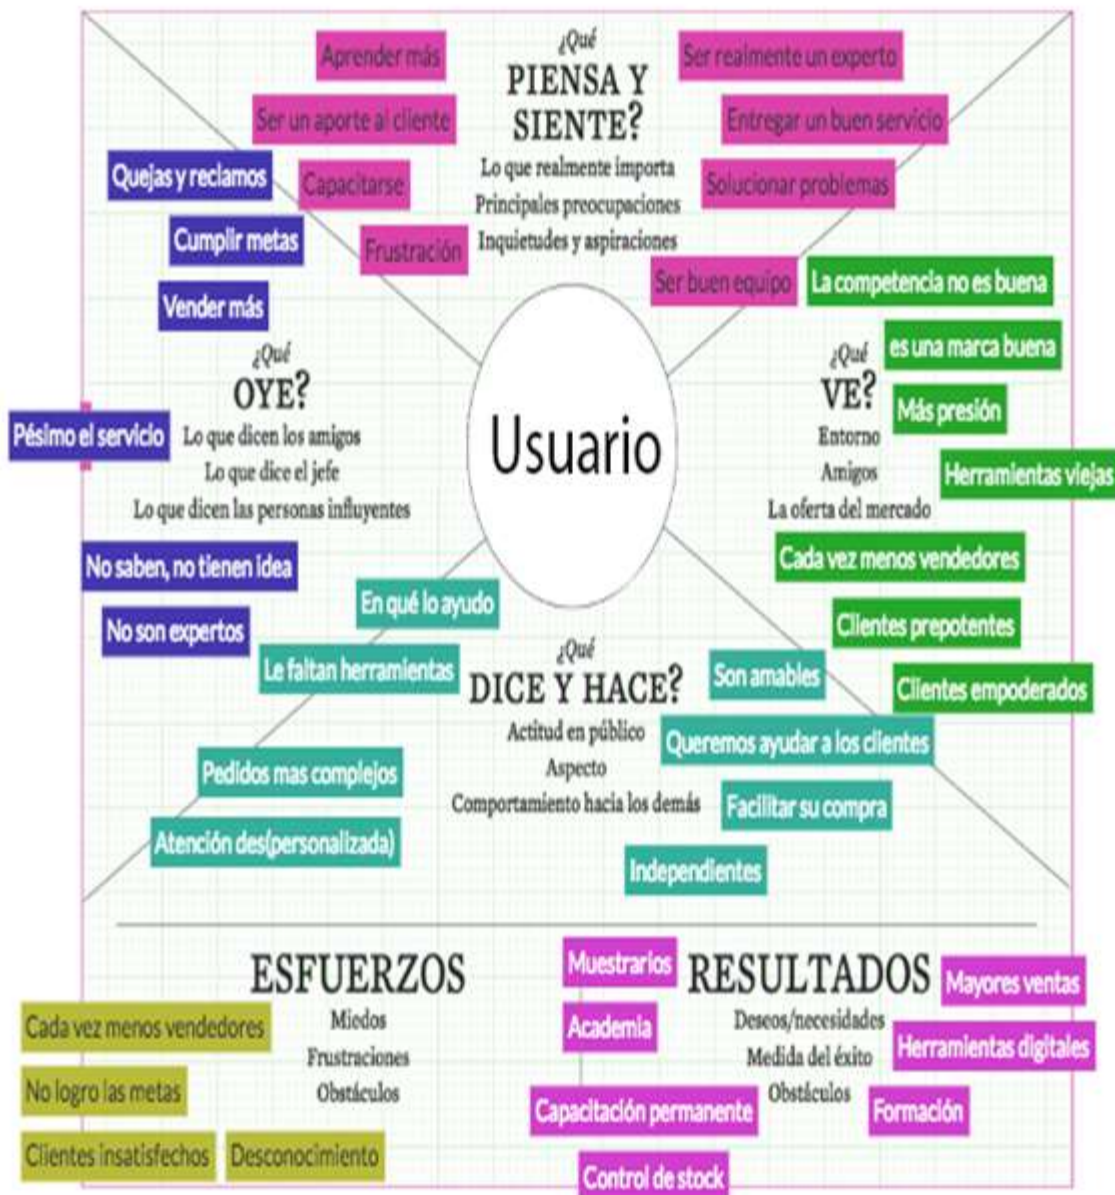 ¿Qué
PIENSA Y
SIENTE?
Lo que realmente importa
Principales preocupaciones
Inquietudes y aspiraciones
Aprender más
Ser un aporte al cliente
Capacitarse
Frustración
Ser realmente un experto
Entregar un buen servicio
Solucionar problemas
Ser buen equipo
Quejas y reclamos
Cumplir metas
Vender más
¿Qué
OYE?
Lo que dicen los amigos
Lo que dice el jefe
Lo que dicen las personas influyentes
Pésimo el servicio
No saben, no tienen idea
No son expertos
Usuario
La competencia no es buena
es una marca buena
Más presión
Herramientas viejas
¿Qué
VE?
Entorno
Amigos
La oferta del mercado
Cada vez menos vendedores
Clientes prepotentes
Clientes empoderados
¿Qué
DICE Y HACE?
Actitud en público
Aspecto
Comportamiento hacia los demás
En qué lo ayudo
Le faltan herramientas
Pedidos mas complejos
Atención des(personalizada)
Son amables
Queremos ayudar a los clientes
Facilitar su compra
Independientes
ESFUERZOS
Miedos
Frustraciones
Obstáculos
Cada vez menos vendedores
No logro las metas
Clientes insatisfechos
Desconocimiento
RESULTADOS
Deseos/necesidades
Medida del éxito
Obstáculos
Muestrarios
Academia
Capacitación permanente
Control de stock
Mayores ventas
Herramientas digitales
Formación